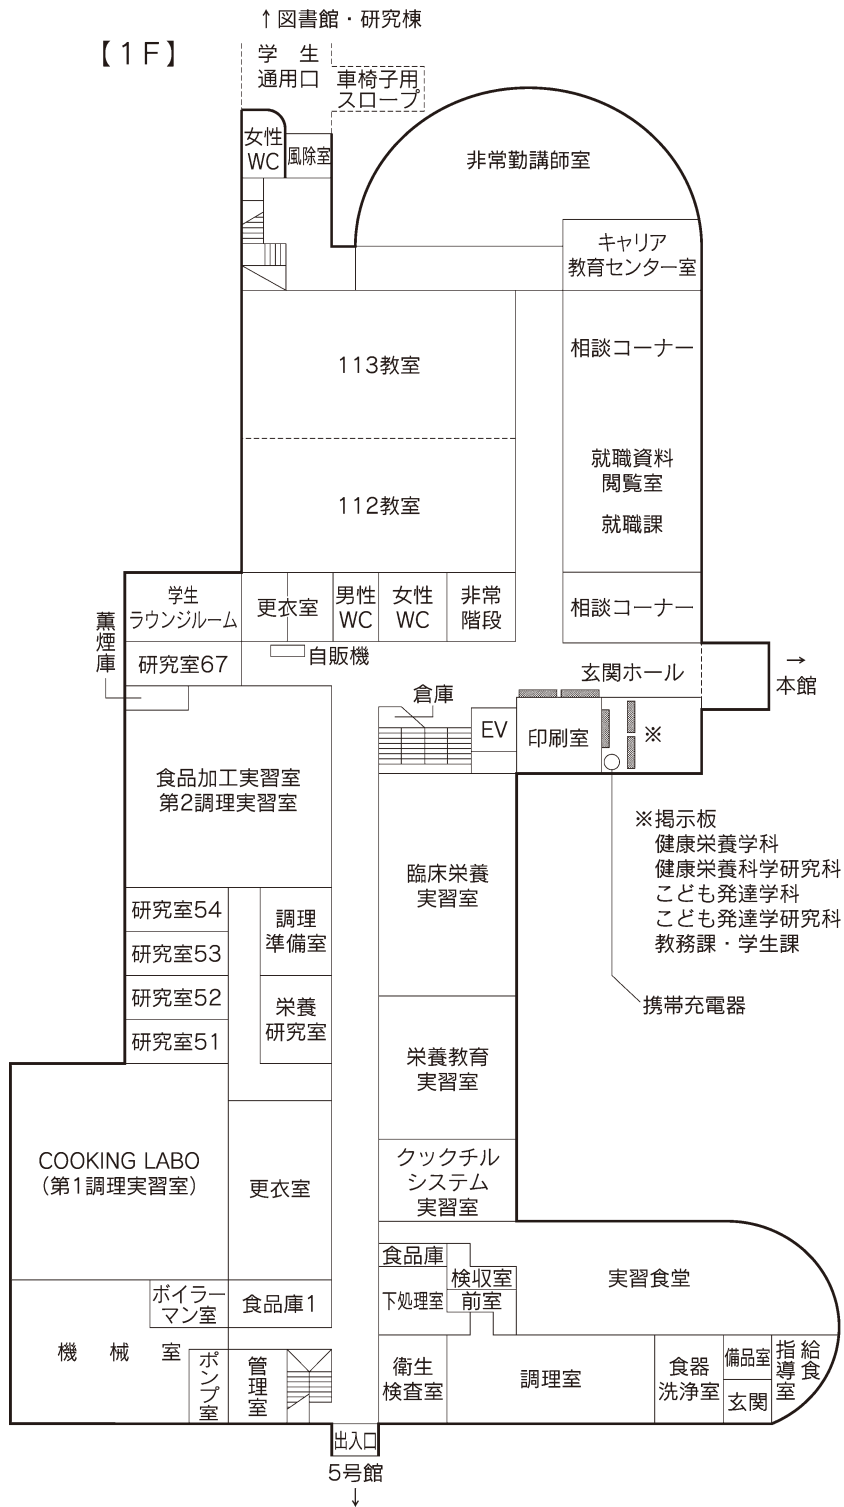 ↑図書館・研究棟
【1F】
学　生
通用口
車椅子用
スロープ
女性
WC
風除室
非常勤講師室
キャリア
教育センター室
113教室
相談コーナー
就職資料
閲覧室
112教室
就職課
学生
ラウンジルーム
更衣室
男性
WC
女性
WC
非常
階段
相談コーナー
薫煙庫
研究室67
自販機
玄関ホール
→
本館
倉庫
EV
印刷室
※
食品加工実習室
第2調理実習室
※掲示板
健康栄養学科
健康栄養科学研究科
こども発達学科
こども発達学研究科
教務課・学生課
臨床栄養
実習室
研究室54
調理
準備室
研究室53
研究室52
栄養
研究室
研究室51
携帯充電器
栄養教育
実習室
COOKING LABO
（第1調理実習室）
更衣室
クックチル
システム
実習室
食品庫
検収室
下処理室
前室
実習食堂
ボイラー
マン室
食品庫1
機　械　室
ポンプ室
管理室
衛生
検査室
調理室
食器
洗浄室
備品室
玄関
給食
指導室
出入口
5号館
↓